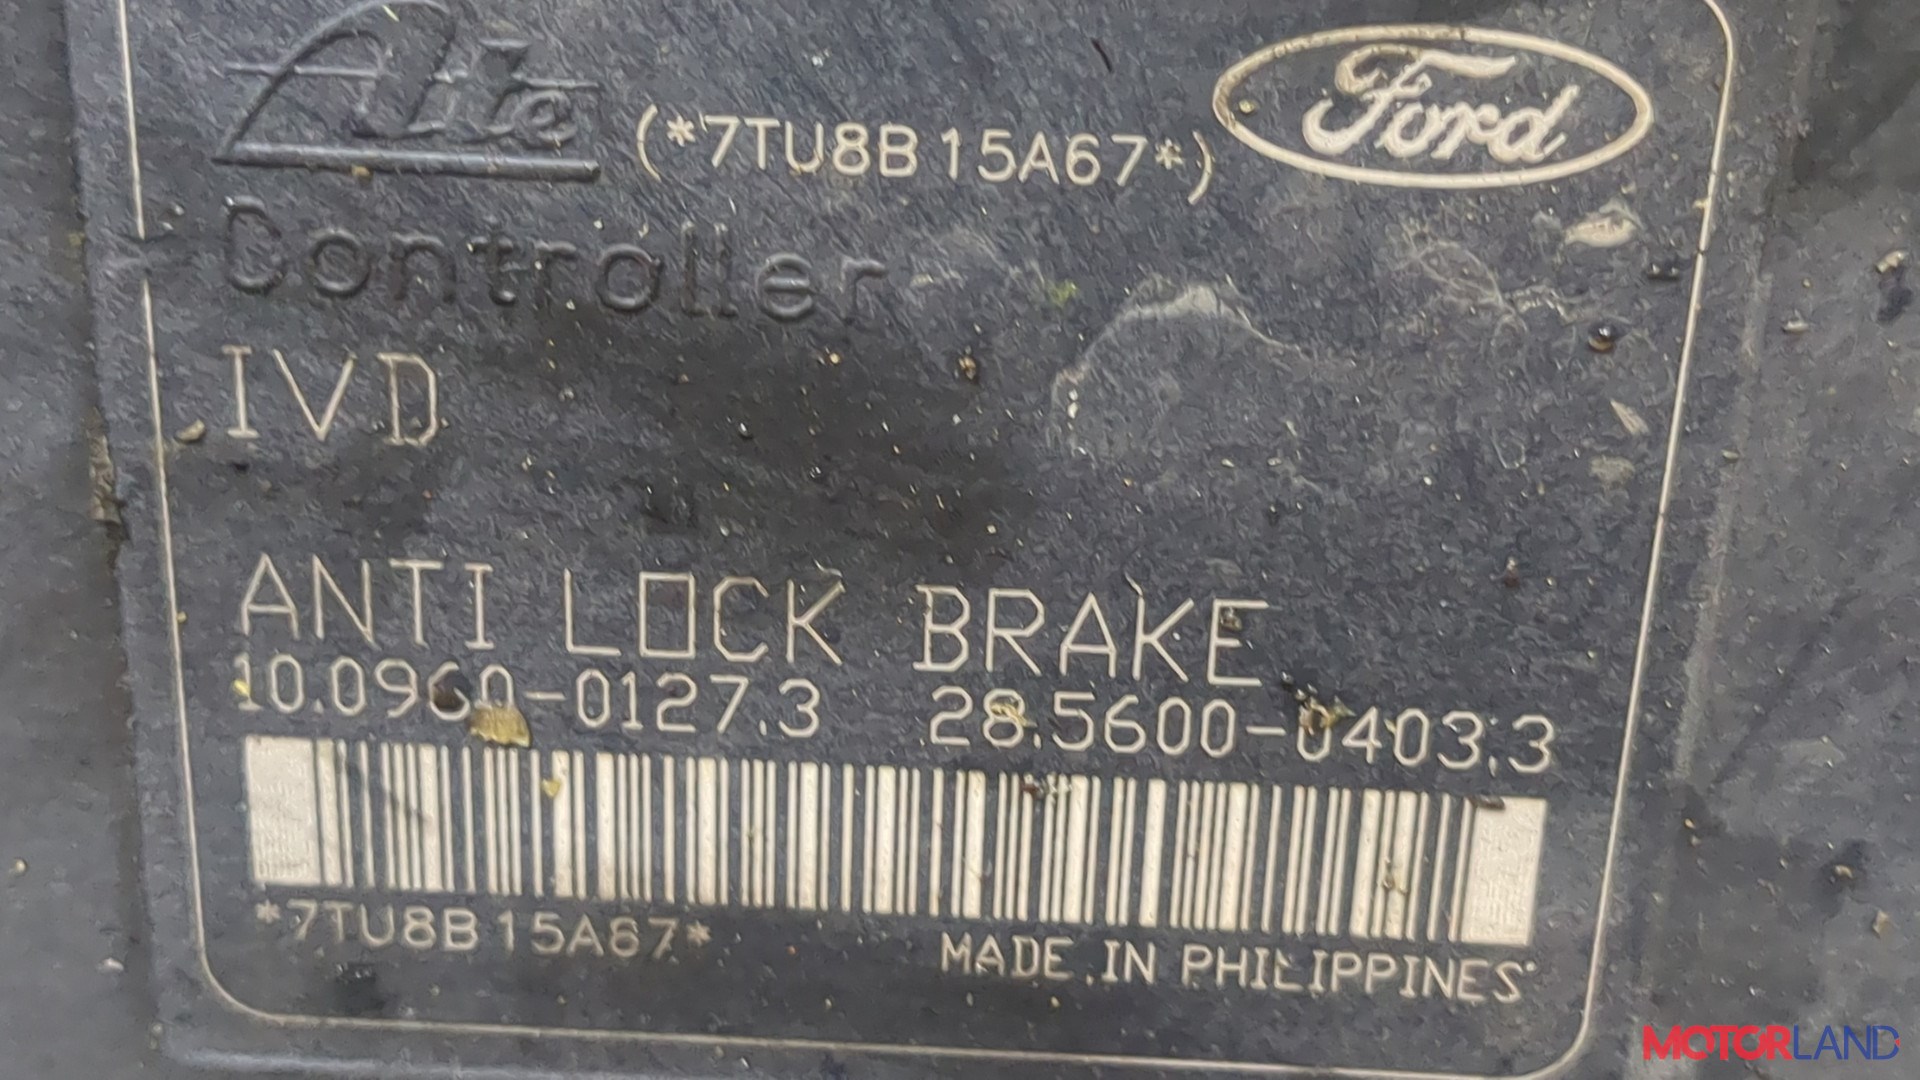 Ate
(*7TU8B15A67*)
Ford
Controller
IVD
ANTI LOCK BRAKE
10.0960-0127.3 28.5600-0403.3
*7TU8B15A67*
MADE IN PHILIPPINES
MOTORLAND